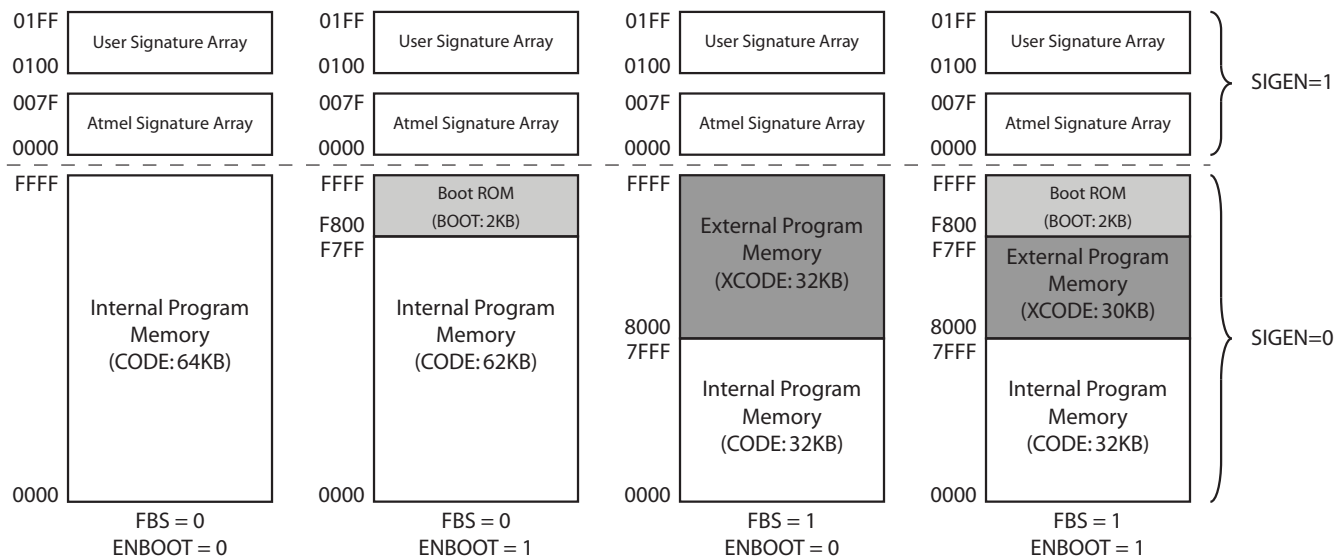 01FF
User Signature Array
0100
007F
Atmel Signature Array
0000
FFFF
Internal Program
Memory
(CODE: 64KB)
0000
FBS = 0
ENBOOT = 0
01FF
User Signature Array
0100
007F
Atmel Signature Array
0000
FFFF
Boot ROM
(BOOT: 2KB)
F800
F7FF
Internal Program
Memory
(CODE: 62KB)
0000
FBS = 0
ENBOOT = 1
01FF
User Signature Array
0100
007F
Atmel Signature Array
0000
FFFF
External Program
Memory
(XCODE: 32KB)
8000
7FFF
Internal Program
Memory
(CODE: 32KB)
0000
FBS = 1
ENBOOT = 0
01FF
User Signature Array
0100
007F
Atmel Signature Array
0000
FFFF
Boot ROM
(BOOT: 2KB)
F800
F7FF
External Program
Memory
(XCODE: 30KB)
8000
7FFF
Internal Program
Memory
(CODE: 32KB)
0000
FBS = 1
ENBOOT = 1
SIGEN=1
SIGEN=0